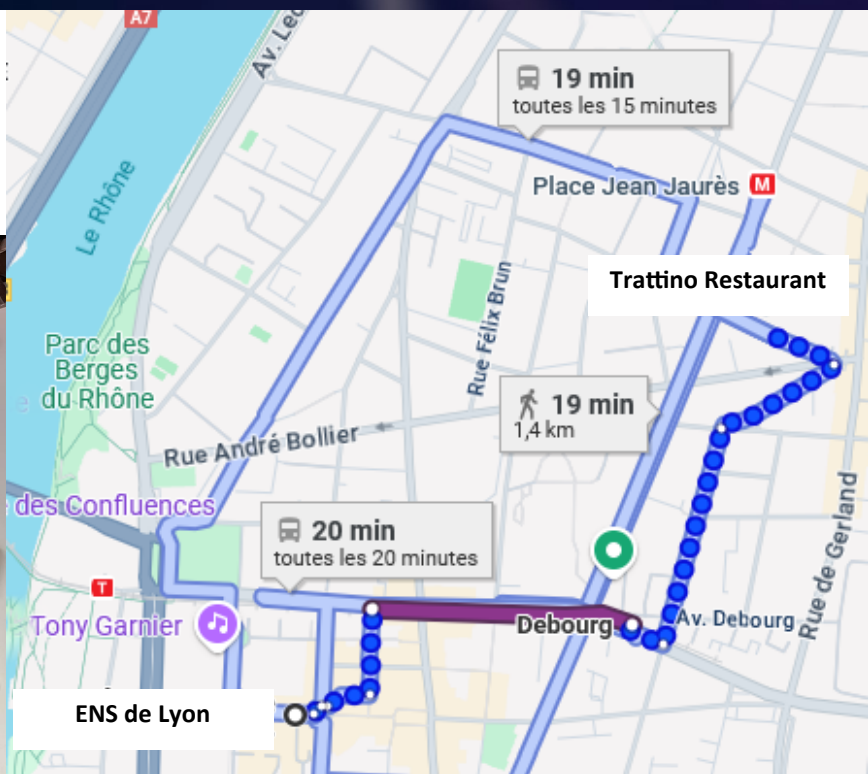 A7
Av. Lec
19 min
toutes les 15 minutes
Le Rhône
Place Jean Jaurès M
Trattino Restaurant
Rue Félix Brun
Parc des
Berges
du Rhône
19 min
1,4 km
Rue André Bollier
des Confluences
20 min
toutes les 20 minutes
T
Tony Garnier
Debourg
Av. Debourg
Rue de Gerland
ENS de Lyon